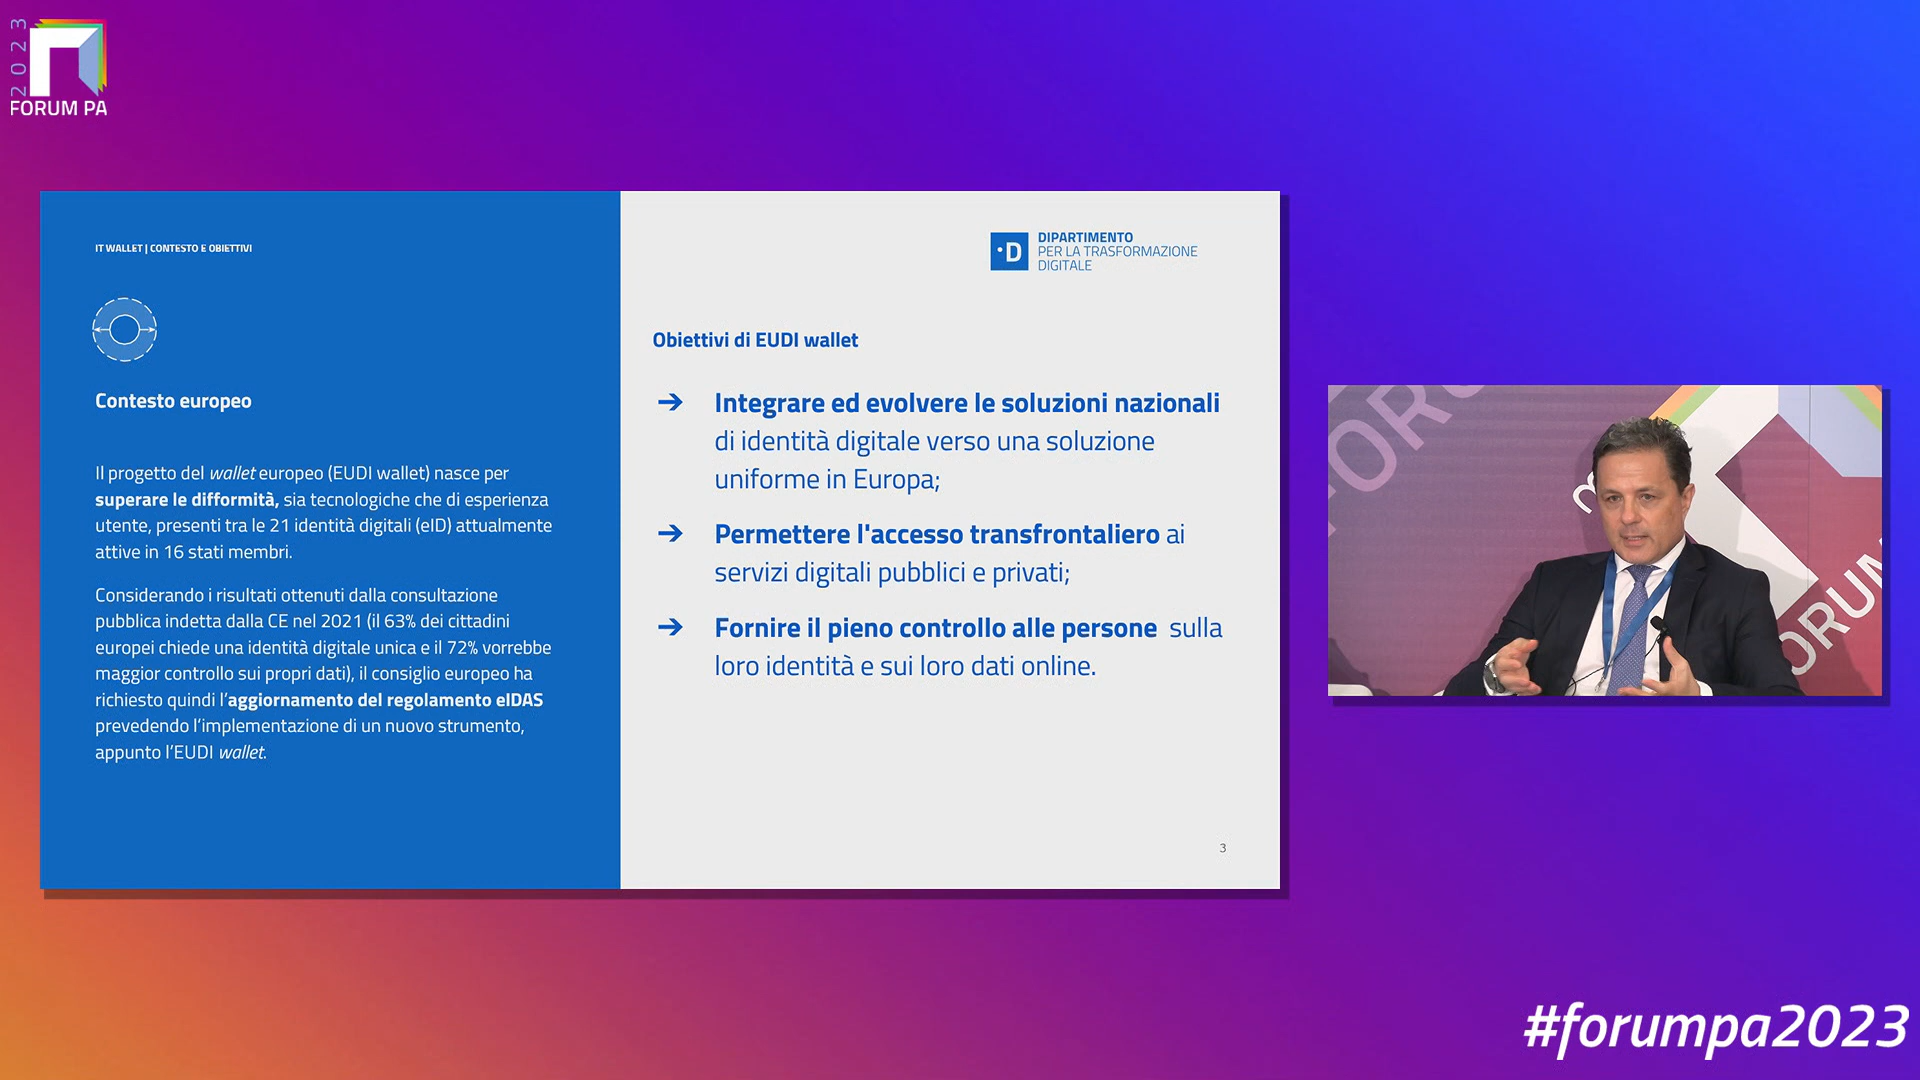 2023
FORUM PA
IT WALLET | CONTESTO E OBIETTIVI
Contesto europeo
Il progetto del wallet europeo (EUDI wallet) nasce per
superare le difformità, sia tecnologiche che di esperienza
utente, presenti tra le 21 identità digitali (eID) attualmente
attive in 16 stati membri.
Considerando i risultati ottenuti dalla consultazione
pubblica indetta dalla CE nel 2021 (il 63% dei cittadini
europei chiede una identità digitale unica e il 72% vorrebbe
maggior controllo sui propri dati), il consiglio europeo ha
richiesto quindi l'aggiornamento del regolamento eIDAS
prevedendo l'implementazione di un nuovo strumento,
appunto l'EUDI wallet.
·D
DIPARTIMENTO
PER LA TRASFORMAZIONE
DIGITALE
Obiettivi di EUDI wallet
➔ Integrare ed evolvere le soluzioni nazionali
di identità digitale verso una soluzione
uniforme in Europa;
➔ Permettere l'accesso transfrontaliero ai
servizi digitali pubblici e privati;
➔ Fornire il pieno controllo alle persone sulla
loro identità e sui loro dati online.
3
FORU
ORUM
#forumpa2023